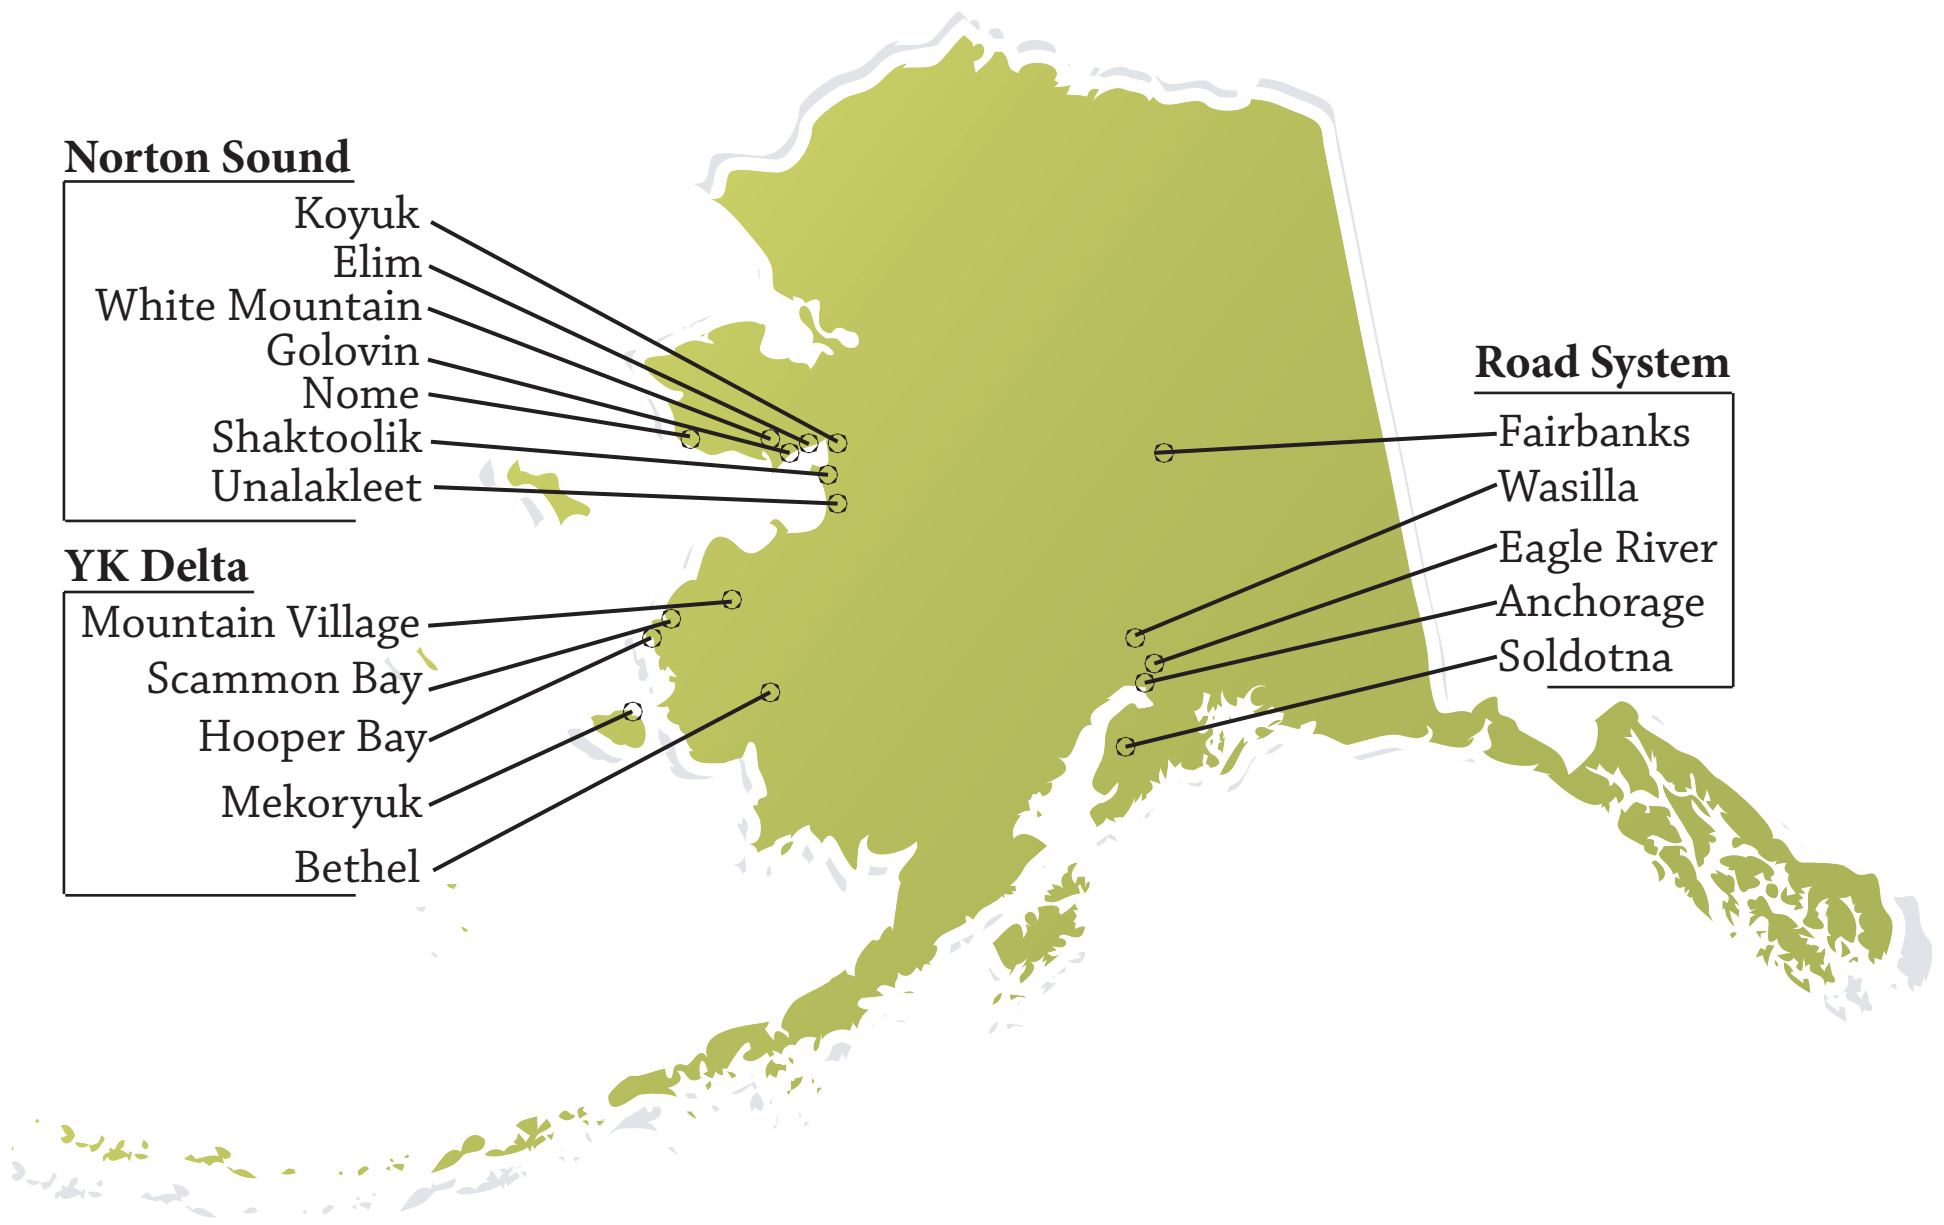 Norton Sound
Koyuk
Elim
White Mountain
Golovin
Nome
Shaktoolik
Unalakleet
YK Delta
Mountain Village
Scammon Bay
Hooper Bay
Mekoryuk
Bethel
Road System
Fairbanks
Wasilla
Eagle River
Anchorage
Soldotna